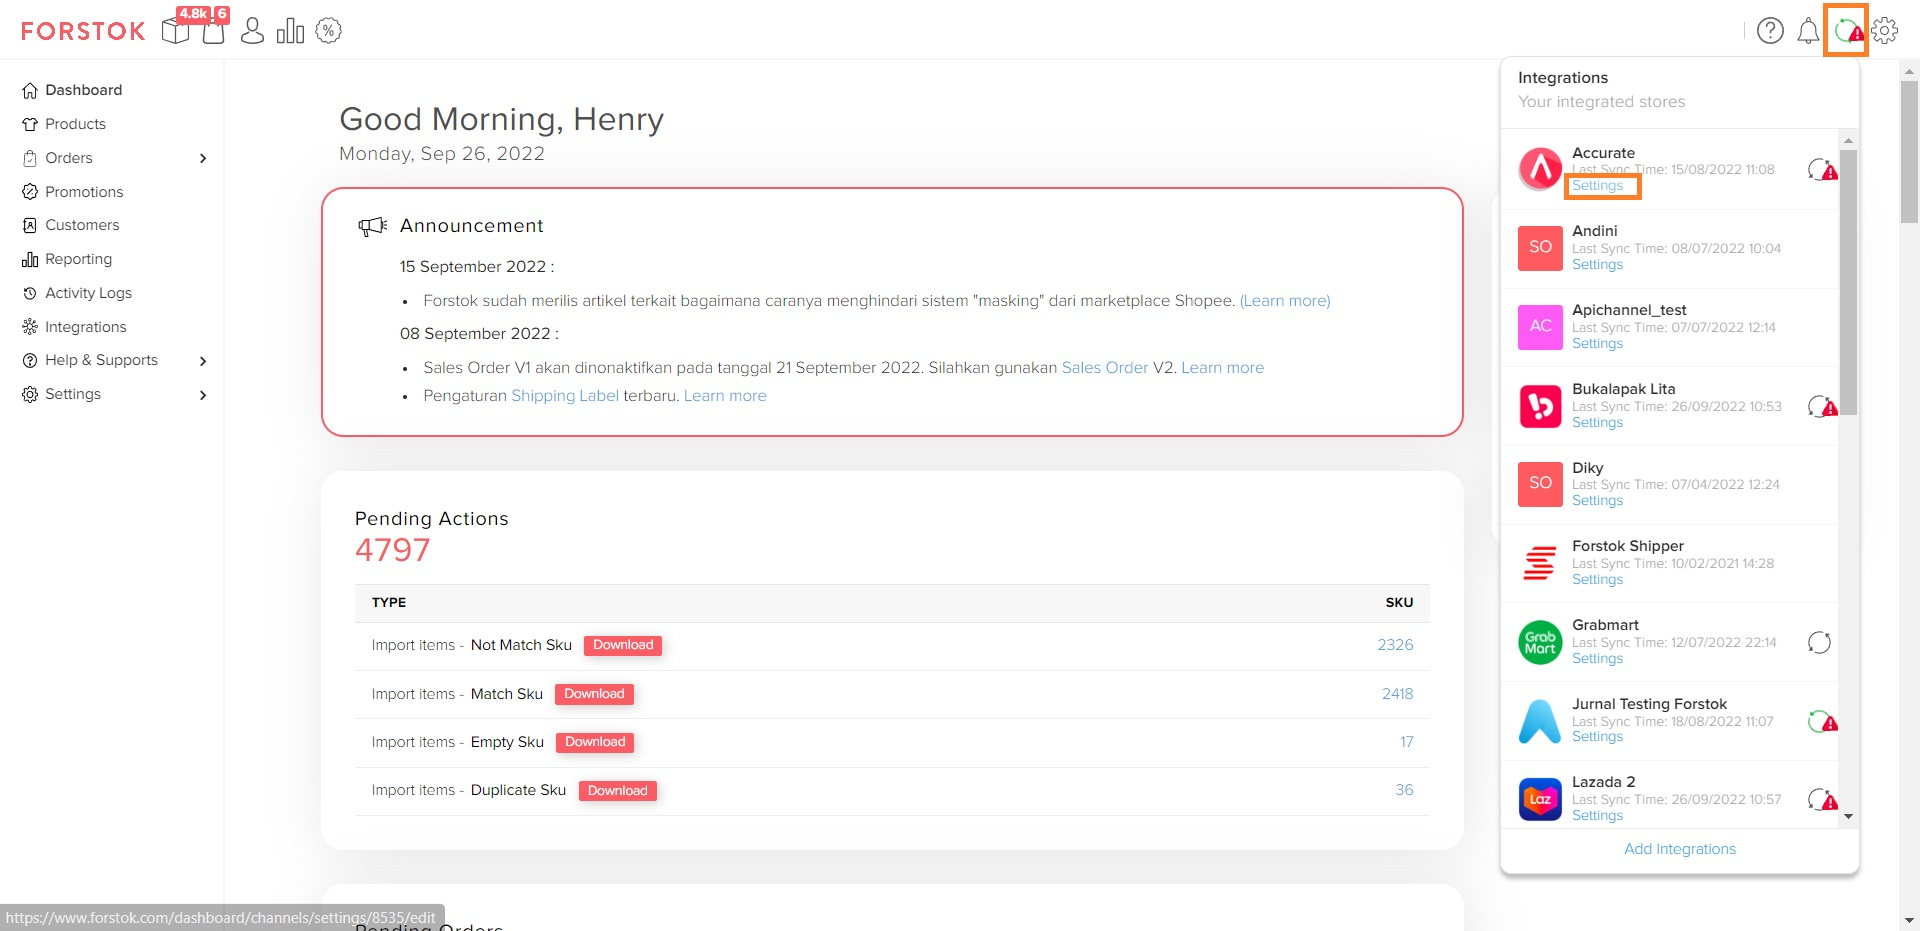 FORSTOK
4.8k
6
Dashboard
Products
Orders
Promotions
Customers
Reporting
Activity Logs
Integrations
Help & Supports
Settings
Good Morning, Henry
Monday, Sep 26, 2022
Announcement
15 September 2022 :
• Forstok sudah merilis artikel terkait bagaimana caranya menghindari sistem "masking" dari marketplace Shopee. (Learn more)
08 September 2022 :
• Sales Order V1 akan dinonaktifkan pada tanggal 21 September 2022. Silahkan gunakan Sales Order V2. Learn more
• Pengaturan Shipping Label terbaru. Learn more
Pending Actions
4797
TYPE SKU
Import items - Not Match Sku Download 2326
Import items - Match Sku Download 2418
Import items - Empty Sku Download 17
Import items - Duplicate Sku Download 36
Pending Orders
Integrations
Your integrated stores
Accurate
Last Sync Time: 15/08/2022 11:08
Settings
SO
Andini
Last Sync Time: 08/07/2022 10:04
Settings
AC
Apichannel_test
Last Sync Time: 07/07/2022 12:14
Settings
Bukalapak Lita
Last Sync Time: 26/09/2022 10:53
Settings
SO
Diky
Last Sync Time: 07/04/2022 12:24
Settings
Forstok Shipper
Last Sync Time: 10/02/2021 14:28
Settings
Grab
Mart
Grabmart
Last Sync Time: 12/07/2022 22:14
Settings
Jurnal Testing Forstok
Last Sync Time: 18/08/2022 11:07
Settings
Laz
Lazada 2
Last Sync Time: 26/09/2022 10:57
Settings
Add Integrations
https://www.forstok.com/dashboard/channels/settings/8535/edit